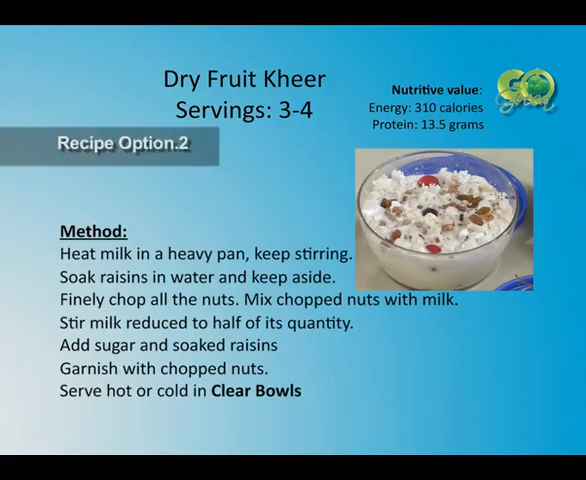 Dry Fruit Kheer
Servings: 3-4
Nutritive value:
Energy: 310 calories
Protein: 13.5 grams
GO
Recipe Option.2
Method:
Heat milk in a heavy pan, keep stirring.
Soak raisins in water and keep aside.
Finely chop all the nuts. Mix chopped nuts with milk.
Stir milk reduced to half of its quantity.
Add sugar and soaked raisins
Garnish with chopped nuts.
Serve hot or cold in Clear Bowls